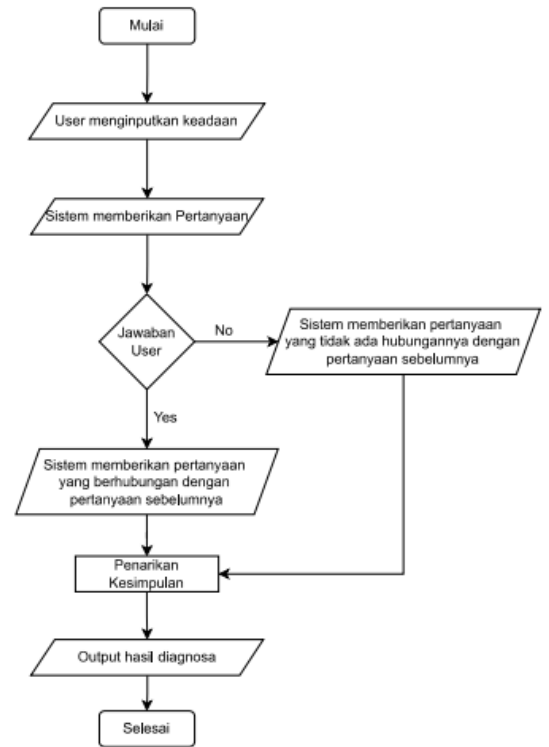 Mulai
User menginputkan keadaan
Sistem memberikan Pertanyaan
Jawaban
User
No
Sistem memberikan pertanyaan
yang tidak ada hubungannya dengan
pertanyaan sebelumnya
Yes
Sistem memberikan pertanyaan
yang berhubungan dengan
pertanyaan sebelumnya
Penarikan
Kesimpulan
Output hasil diagnosa
Selesai